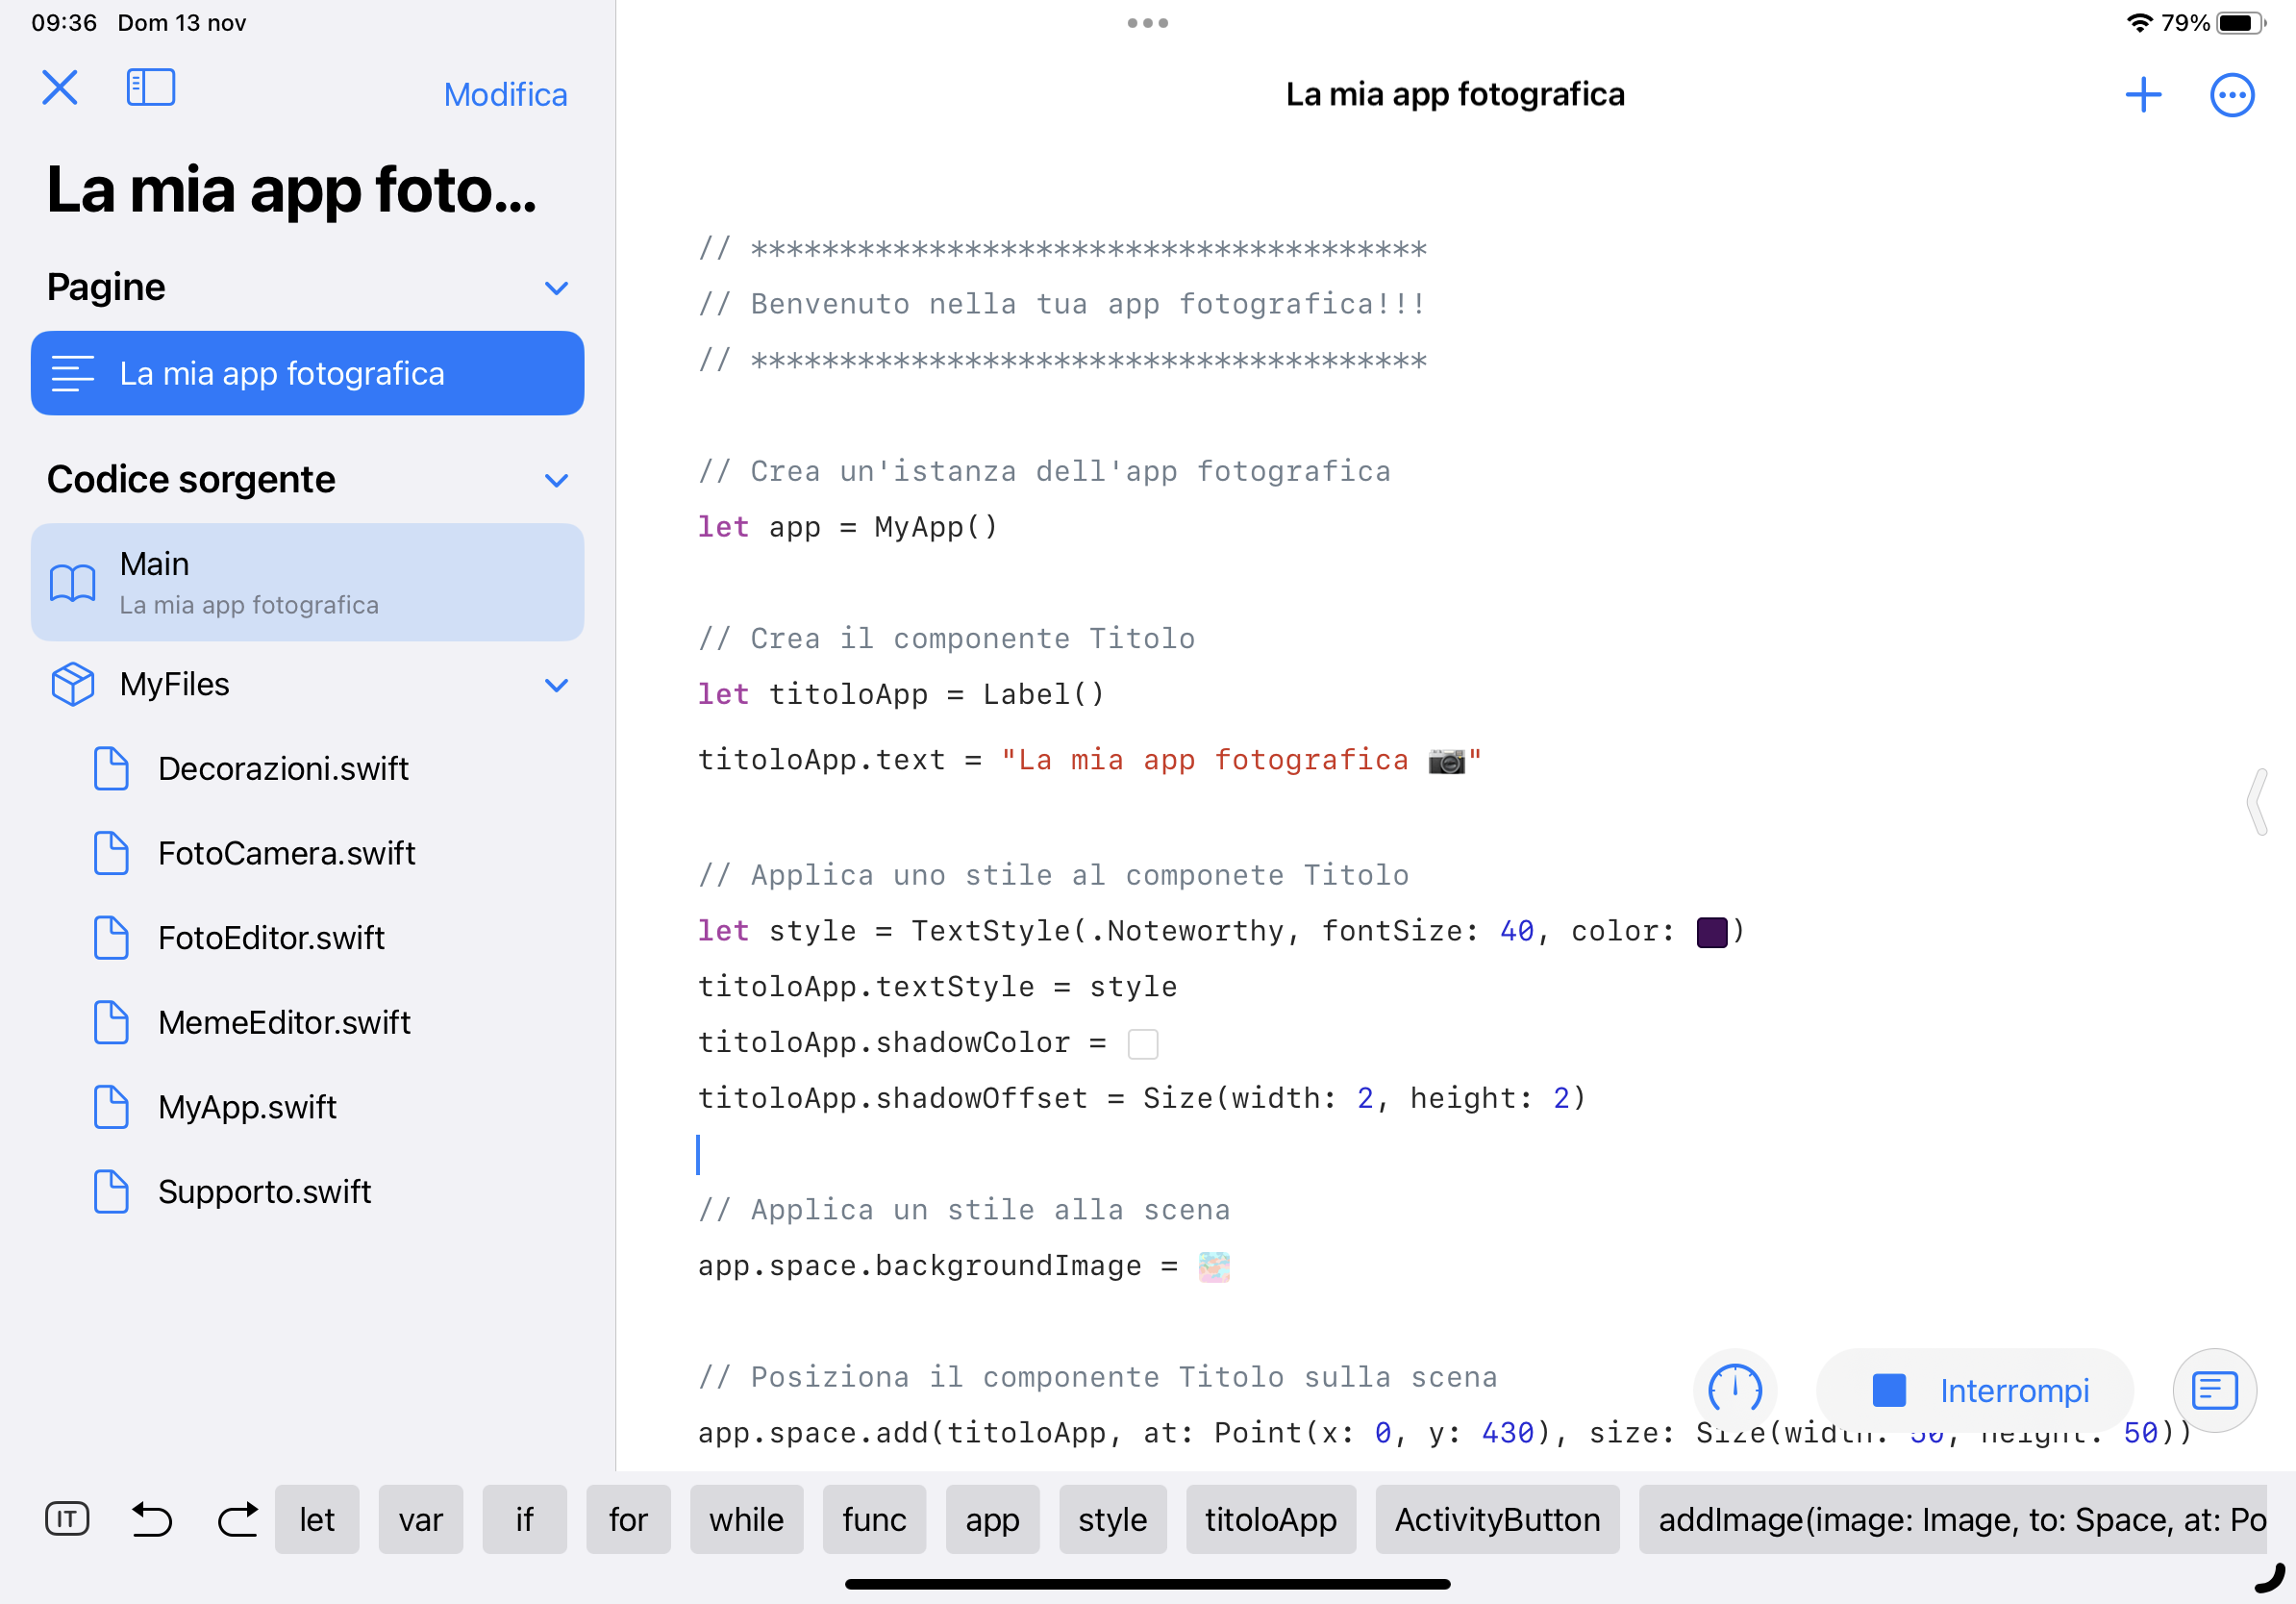 09:36 Dom 13 nov
79%
Modifica
La mia app foto...
Pagine
La mia app fotografica
Codice sorgente
Main
La mia app fotografica
MyFiles
Decorazioni.swift
FotoCamera.swift
FotoEditor.swift
MemeEditor.swift
MyApp.swift
Supporto.swift
La mia app fotografica
// **************************************
// Benvenuto nella tua app fotografica!!!
// **************************************
// Crea un'istanza dell'app fotografica
let app = MyApp()
// Crea il componente Titolo
let titoloApp = Label()
titoloApp.text = "La mia app fotografica 📷"
// Applica uno stile al componete Titolo
let style = TextStyle(.Noteworthy, fontSize: 40, color: )
titoloApp.textStyle = style
titoloApp.shadowColor =
titoloApp.shadowOffset = Size(width: 2, height: 2)
// Applica un stile alla scena
app.space.backgroundImage =
// Posiziona il componente Titolo sulla scena
app.space.add(titoloApp, at: Point(x: 0, y: 430), size: Size(width: 50, height: 50))
Interrompi
IT let var if for while func app style titoloApp ActivityButton addImage(image: Image, to: Space, at: Po